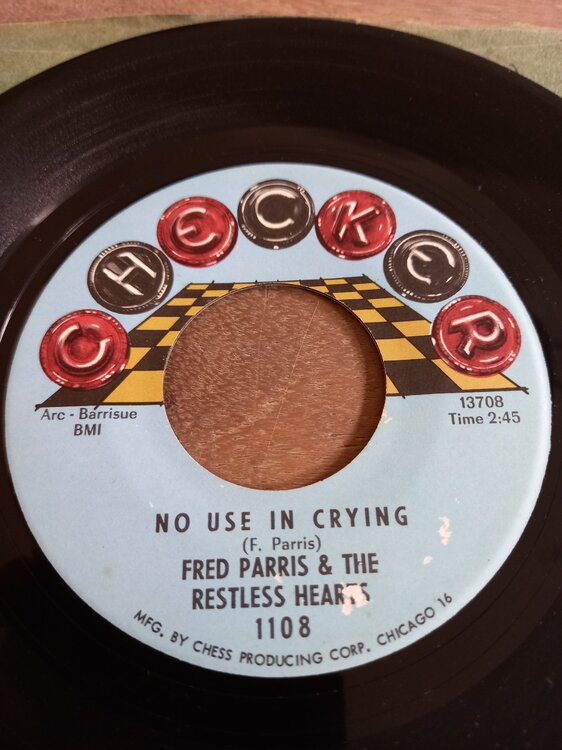 CHECKER
Arc - Barrisue
BMI
13708
Time 2:45
NO USE IN CRYING
(F. Parris)
FRED PARRIS & THE
RESTLESS HEARTS
1108
MFG. BY CHESS PRODUCING CORP. CHICAGO 16